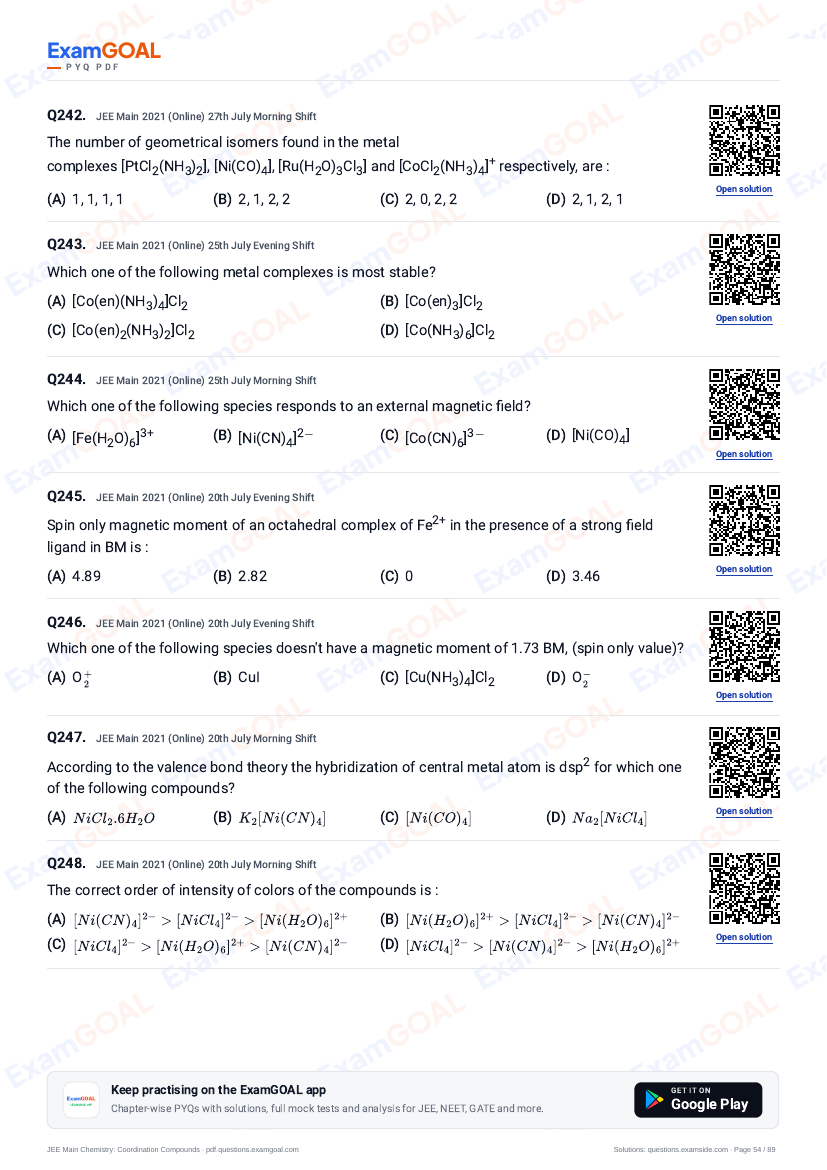 ExamGOAL
PYQ PDF
Q242. JEE Main 2021 (Online) 27th July Morning Shift
The number of geometrical isomers found in the metal
complexes [PtCl₂(NH₃)₂], [Ni(CO)₄], [Ru(H₂O)₃Cl₃] and [CoCl₂(NH₃)₄]⁺ respectively, are :
(A) 1, 1, 1, 1 (B) 2, 1, 2, 2 (C) 2, 0, 2, 2 (D) 2, 1, 2, 1
Open solution
Q243. JEE Main 2021 (Online) 25th July Evening Shift
Which one of the following metal complexes is most stable?
(A) [Co(en)(NH₃)₄]Cl₂ (B) [Co(en)₃]Cl₂
(C) [Co(en)₂(NH₃)₂]Cl₂ (D) [Co(NH₃)₆]Cl₂
Open solution
Q244. JEE Main 2021 (Online) 25th July Morning Shift
Which one of the following species responds to an external magnetic field?
(A) [Fe(H₂O)₆]³⁺ (B) [Ni(CN)₄]²⁻ (C) [Co(CN)₆]³⁻ (D) [Ni(CO)₄]
Open solution
Q245. JEE Main 2021 (Online) 20th July Evening Shift
Spin only magnetic moment of an octahedral complex of Fe²⁺ in the presence of a strong field
ligand in BM is :
(A) 4.89 (B) 2.82 (C) 0 (D) 3.46
Open solution
Q246. JEE Main 2021 (Online) 20th July Evening Shift
Which one of the following species doesn't have a magnetic moment of 1.73 BM, (spin only value)?
(A) O₂⁺ (B) CuI (C) [Cu(NH₃)₄]Cl₂ (D) O₂⁻
Open solution
Q247. JEE Main 2021 (Online) 20th July Morning Shift
According to the valence bond theory the hybridization of central metal atom is dsp² for which one
of the following compounds?
(A) NiCl₂.6H₂O (B) K₂[Ni(CN)₄] (C) [Ni(CO)₄] (D) Na₂[NiCl₄]
Open solution
Q248. JEE Main 2021 (Online) 20th July Morning Shift
The correct order of intensity of colors of the compounds is :
(A) [Ni(CN)₄]²⁻ > [NiCl₄]²⁻ > [Ni(H₂O)₆]²⁺ (B) [Ni(H₂O)₆]²⁺ > [NiCl₄]²⁻ > [Ni(CN)₄]²⁻
(C) [NiCl₄]²⁻ > [Ni(H₂O)₆]²⁺ > [Ni(CN)₄]²⁻ (D) [NiCl₄]²⁻ > [Ni(CN)₄]²⁻ > [Ni(H₂O)₆]²⁺
Open solution
ExamGOAL
Keep practising on the ExamGOAL app
Chapter-wise PYQs with solutions, full mock tests and analysis for JEE, NEET, GATE and more.
GET IT ON
Google Play
JEE Main Chemistry: Coordination Compounds · pdf.questions.examgoal.com
Solutions: questions.examside.com · Page 54 / 89